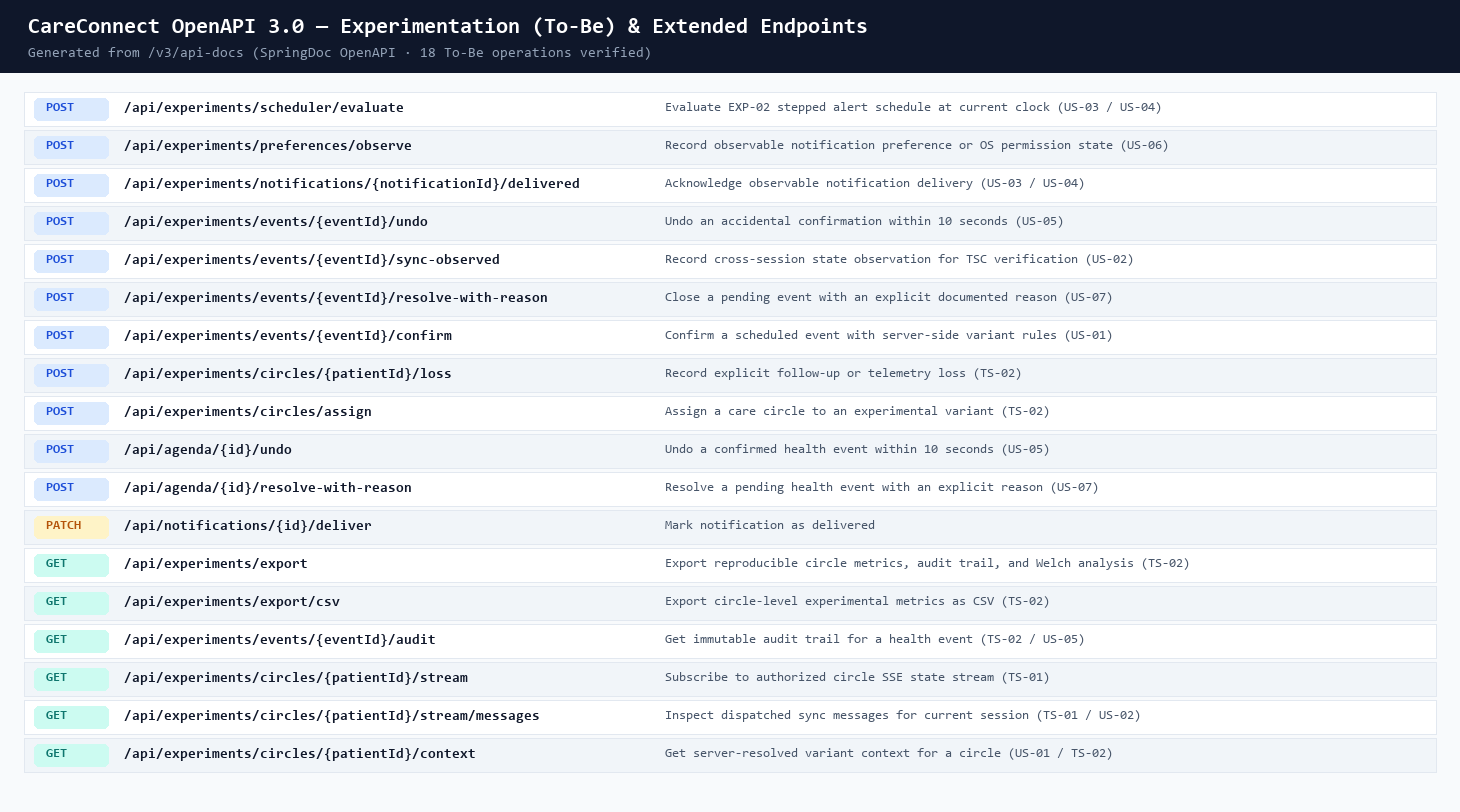 CareConnect OpenAPI 3.0 — Experimentation (To-Be) & Extended Endpoints
Generated from /v3/api-docs (SpringDoc OpenAPI · 18 To-Be operations verified)
POST /api/experiments/scheduler/evaluate Evaluate EXP-02 stepped alert schedule at current clock (US-03 / US-04)
POST /api/experiments/preferences/observe Record observable notification preference or OS permission state (US-06)
POST /api/experiments/notifications/{notificationId}/delivered Acknowledge observable notification delivery (US-03 / US-04)
POST /api/experiments/events/{eventId}/undo Undo an accidental confirmation within 10 seconds (US-05)
POST /api/experiments/events/{eventId}/sync-observed Record cross-session state observation for TSC verification (US-02)
POST /api/experiments/events/{eventId}/resolve-with-reason Close a pending event with an explicit documented reason (US-07)
POST /api/experiments/events/{eventId}/confirm Confirm a scheduled event with server-side variant rules (US-01)
POST /api/experiments/circles/{patientId}/loss Record explicit follow-up or telemetry loss (TS-02)
POST /api/experiments/circles/assign Assign a care circle to an experimental variant (TS-02)
POST /api/agenda/{id}/undo Undo a confirmed health event within 10 seconds (US-05)
POST /api/agenda/{id}/resolve-with-reason Resolve a pending health event with an explicit reason (US-07)
PATCH /api/notifications/{id}/deliver Mark notification as delivered
GET /api/experiments/export Export reproducible circle metrics, audit trail, and Welch analysis (TS-02)
GET /api/experiments/export/csv Export circle-level experimental metrics as CSV (TS-02)
GET /api/experiments/events/{eventId}/audit Get immutable audit trail for a health event (TS-02 / US-05)
GET /api/experiments/circles/{patientId}/stream Subscribe to authorized circle SSE state stream (TS-01)
GET /api/experiments/circles/{patientId}/stream/messages Inspect dispatched sync messages for current session (TS-01 / US-02)
GET /api/experiments/circles/{patientId}/context Get server-resolved variant context for a circle (US-01 / TS-02)